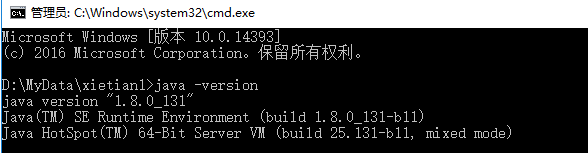 管理员: C:\Windows\system32\cmd.exe
Microsoft Windows [版本 10.0.14393]
(c) 2016 Microsoft Corporation。保留所有权利。
D:\MyData\xietian1>java -version
java version "1.8.0_131"
Java(TM) SE Runtime Environment (build 1.8.0_131-b11)
Java HotSpot(TM) 64-Bit Server VM (build 25.131-b11, mixed mode)